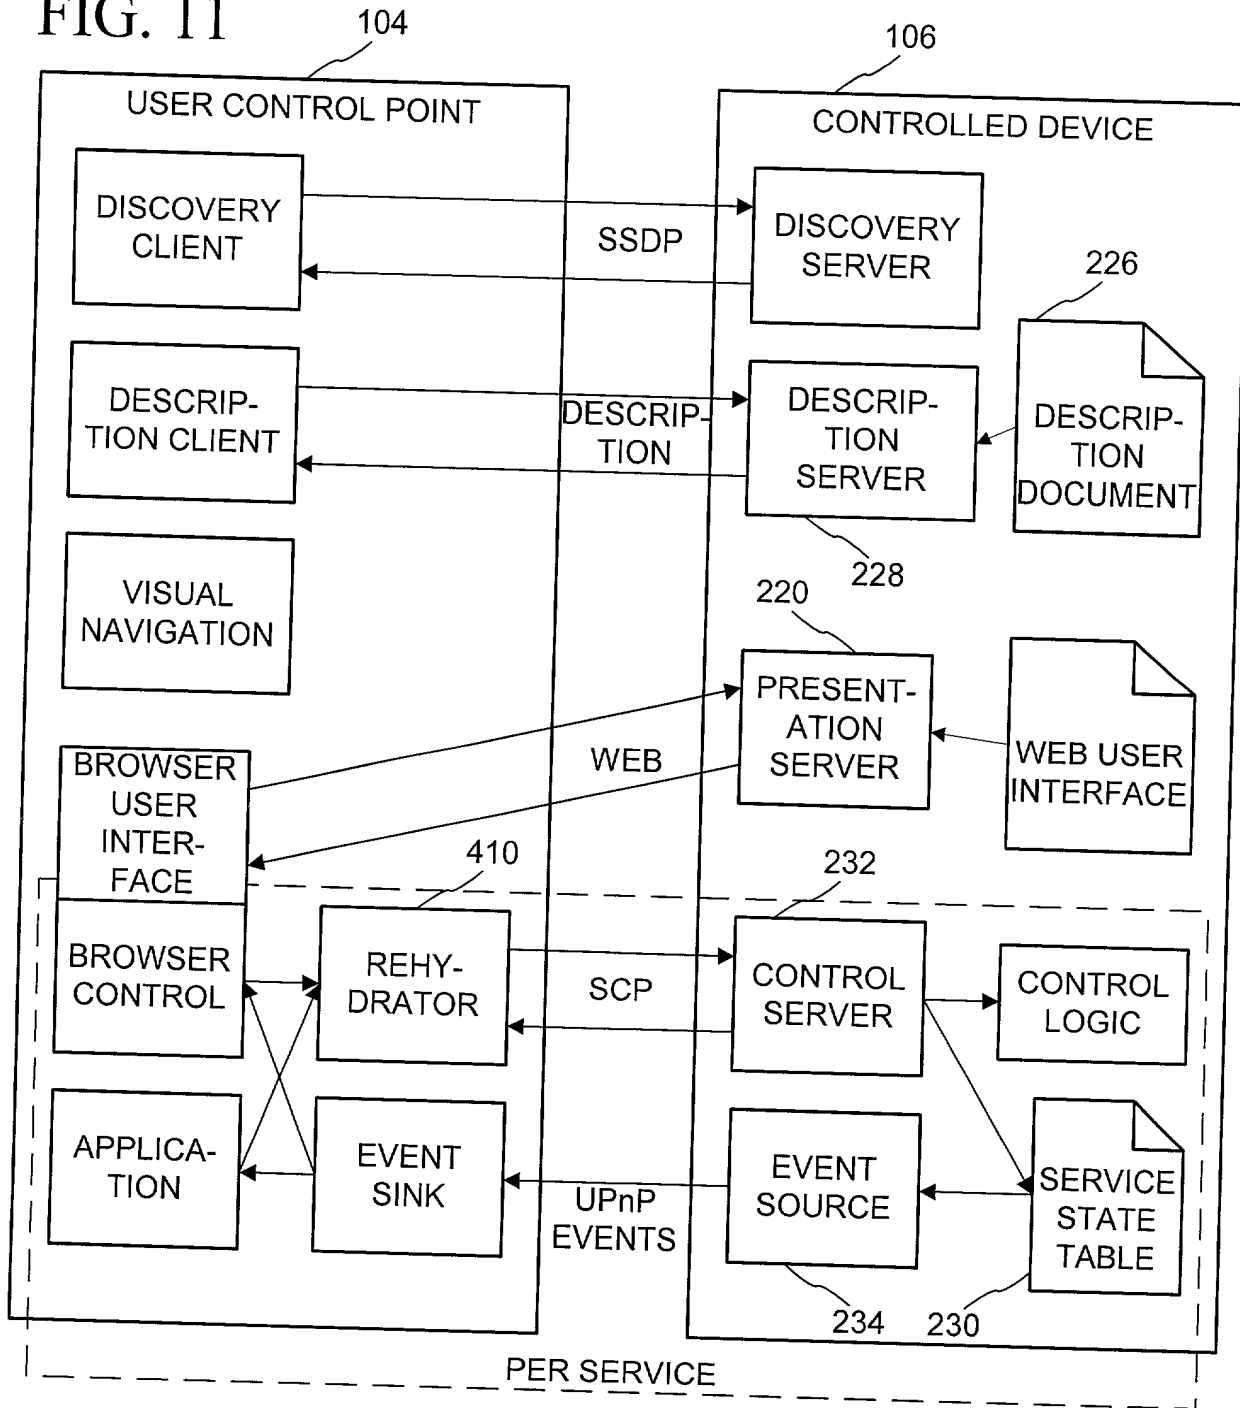 FIG. 11
104
106
USER CONTROL POINT
CONTROLLED DEVICE
DISCOVERY
CLIENT
SSDP
DISCOVERY
SERVER
226
DESCRIP-
TION CLIENT
DESCRIP-
TION
DESCRIP-
TION
SERVER
DESCRIP-
TION
DOCUMENT
228
VISUAL
NAVIGATION
220
PRESENT-
ATION
SERVER
WEB USER
INTERFACE
WEB
BROWSER
USER
INTER-
FACE
410
232
BROWSER
CONTROL
REHY-
DRATOR
SCP
CONTROL
SERVER
CONTROL
LOGIC
APPLICA-
TION
EVENT
SINK
UPnP
EVENTS
EVENT
SOURCE
SERVICE
STATE
TABLE
234
230
PER SERVICE